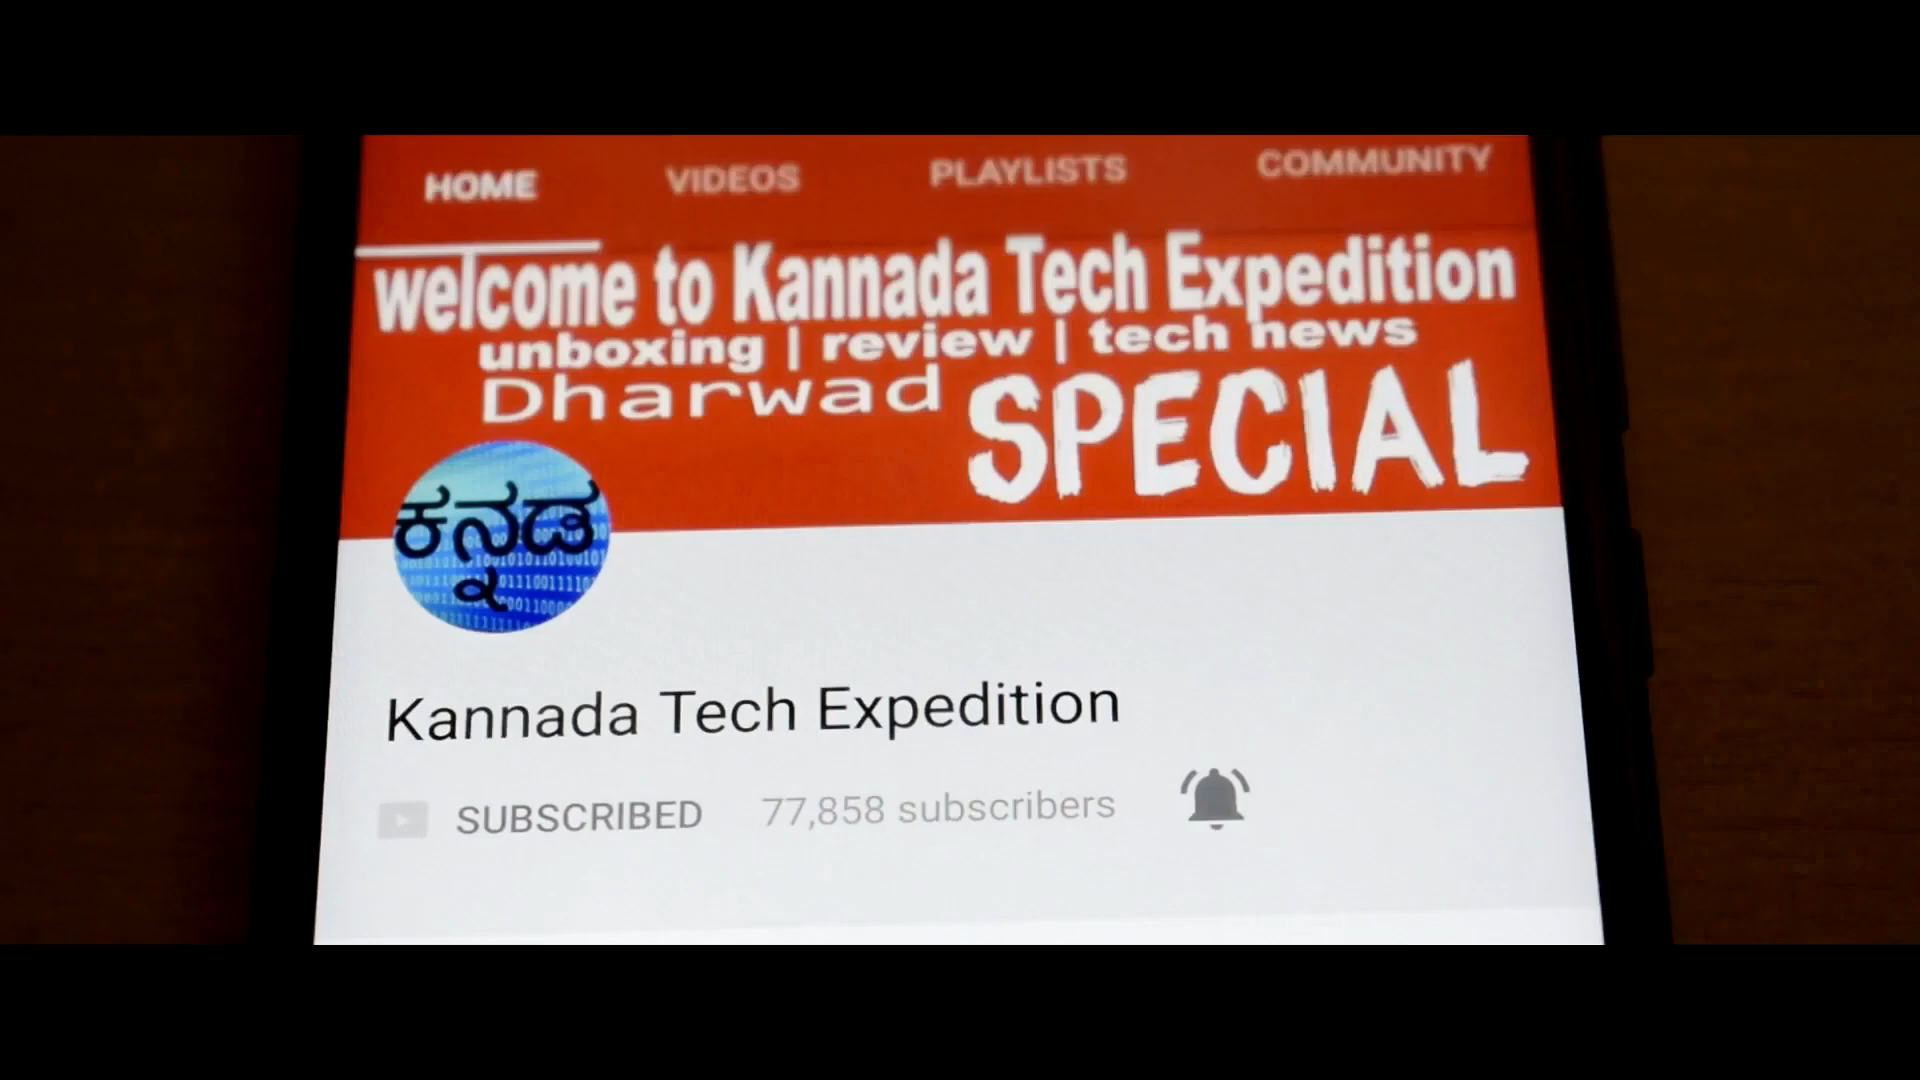 HOME VIDEOS PLAYLISTS COMMUNITY
welcome to Kannada Tech Expedition
unboxing | review | tech news
Dharwad SPECIAL
ಕನ್ನಡ
Kannada Tech Expedition
SUBSCRIBED 77,858 subscribers